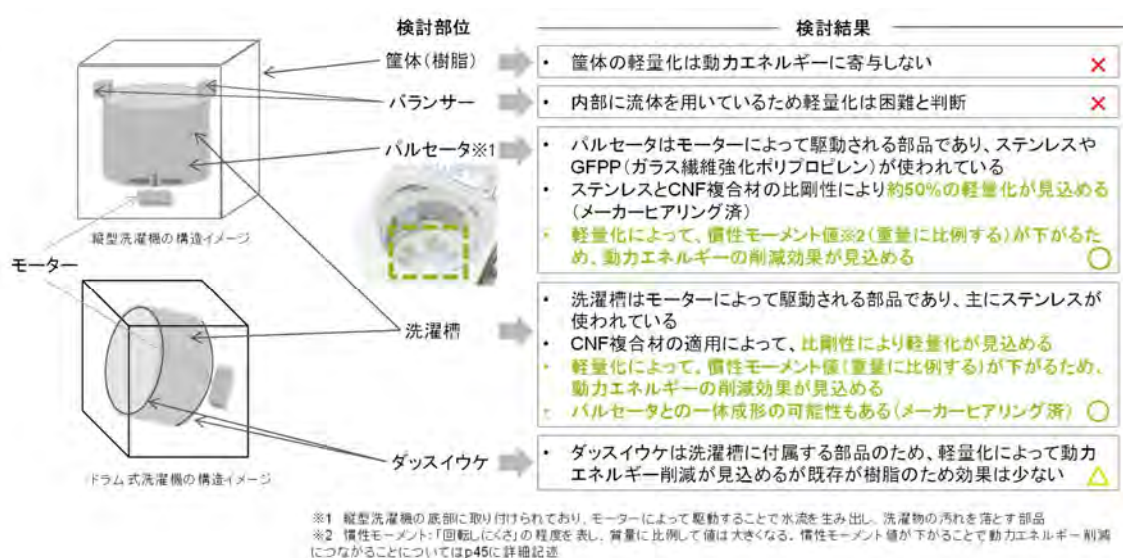 検討部位
検討結果
筐体(樹脂)
・ 筐体の軽量化は動力エネルギーに寄与しない ×
バランサー
・ 内部に流体を用いているため軽量化は困難と判断 ×
パルセータ※1
・ パルセータはモーターによって駆動される部品であり、ステンレスや
GFPP(ガラス繊維強化ポリプロピレン)が使われている
・ ステンレスとCNF複合材の比剛性により約50%の軽量化が見込める
(メーカーヒアリング済)
・ 軽量化によって、慣性モーメント値※2(重量に比例する)が下がるた
め、動力エネルギーの削減効果が見込める ○
縦型洗濯機の構造イメージ
モーター
洗濯槽
・ 洗濯槽はモーターによって駆動される部品であり、主にステンレスが
使われている
・ CNF複合材の適用によって、比剛性により軽量化が見込める
・ 軽量化によって、慣性モーメント値(重量に比例する)が下がるため、
動力エネルギーの削減効果が見込める
・ パルセータとの一体成形の可能性もある(メーカーヒアリング済) ○
ダッスイウケ
・ ダッスイウケは洗濯槽に付属する部品のため、軽量化によって動力
エネルギー削減が見込めるが既存が樹脂のため効果は少ない △
ドラム式洗濯機の構造イメージ
※1 縦型洗濯機の底部に取り付けられており、モーターによって駆動することで水流を生み出し、洗濯物の汚れを落とす部品
※2 慣性モーメント:「回転しにくさ」の程度を表し、質量に比例して値は大きくなる。慣性モーメント値が下がることで動力エネルギー削減
につながることについてはp45に詳細記述